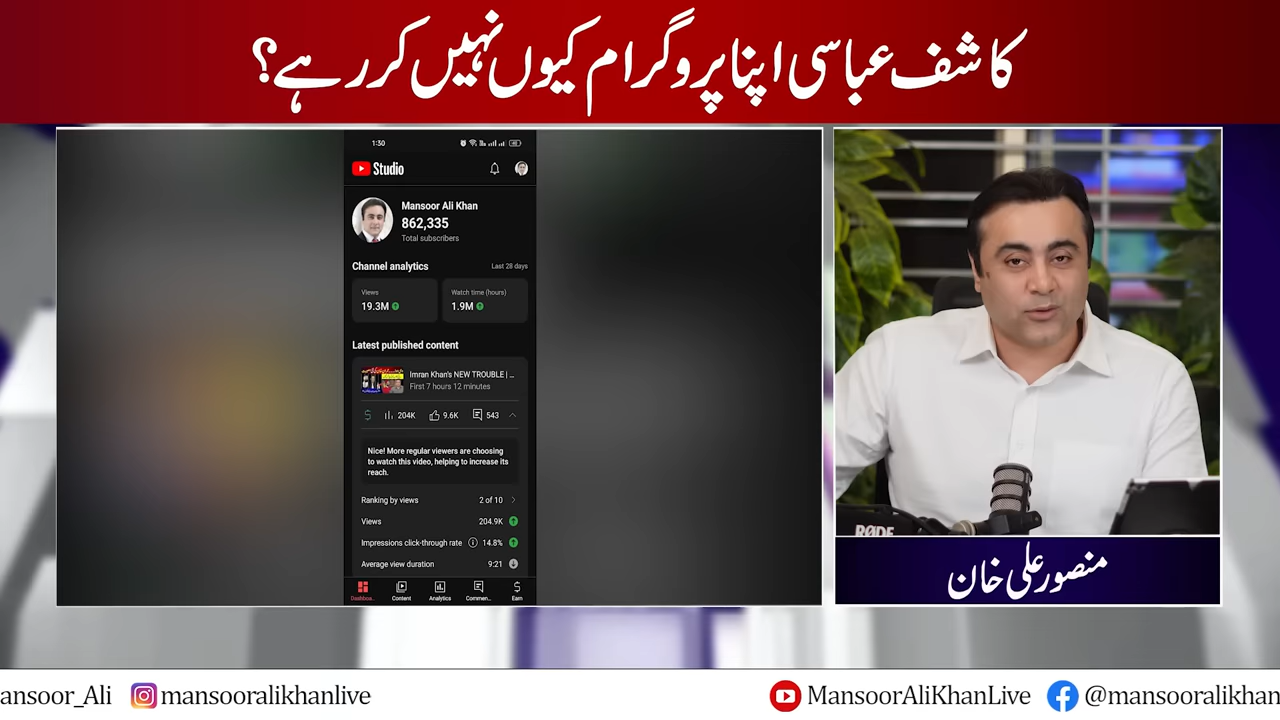 کاشف عباسی اپنا پروگرام کیوں نہیں کر رہے؟
1:30
Studio
Mansoor Ali Khan
862,335
Total subscribers
Channel analytics
Last 28 days
Views
19.3M
Watch time (hours)
1.9M
Latest published content
Imran Khan's NEW TROUBLE | ...
First 7 hours 12 minutes
204K
9.6K
543
Nice! More regular viewers are choosing
to watch this video, helping to increase its
reach.
Ranking by views
2 of 10
Views
204.9K
Impressions click-through rate
14.8%
Average view duration
9:21
Content
Analytics
Commen...
Earn
RØDE
منصور علی خان
ansoor_Ali
mansooralikhanlive
MansoorAliKhanLive
@mansooralikhan